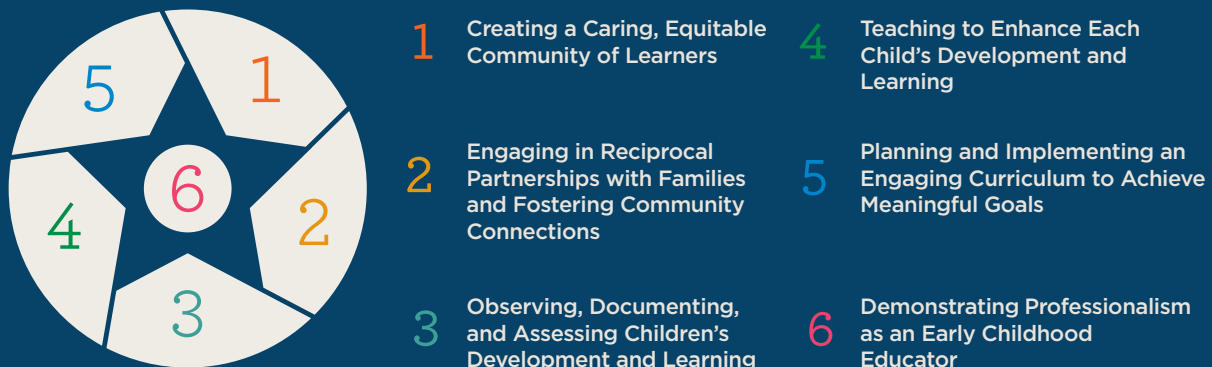 5
1
6
4
2
3
1
Creating a Caring, Equitable
Community of Learners
2
Engaging in Reciprocal
Partnerships with Families
and Fostering Community
Connections
3
Observing, Documenting,
and Assessing Children's
Development and Learning
4
Teaching to Enhance Each
Child's Development and
Learning
5
Planning and Implementing an
Engaging Curriculum to Achieve
Meaningful Goals
6
Demonstrating Professionalism
as an Early Childhood
Educator